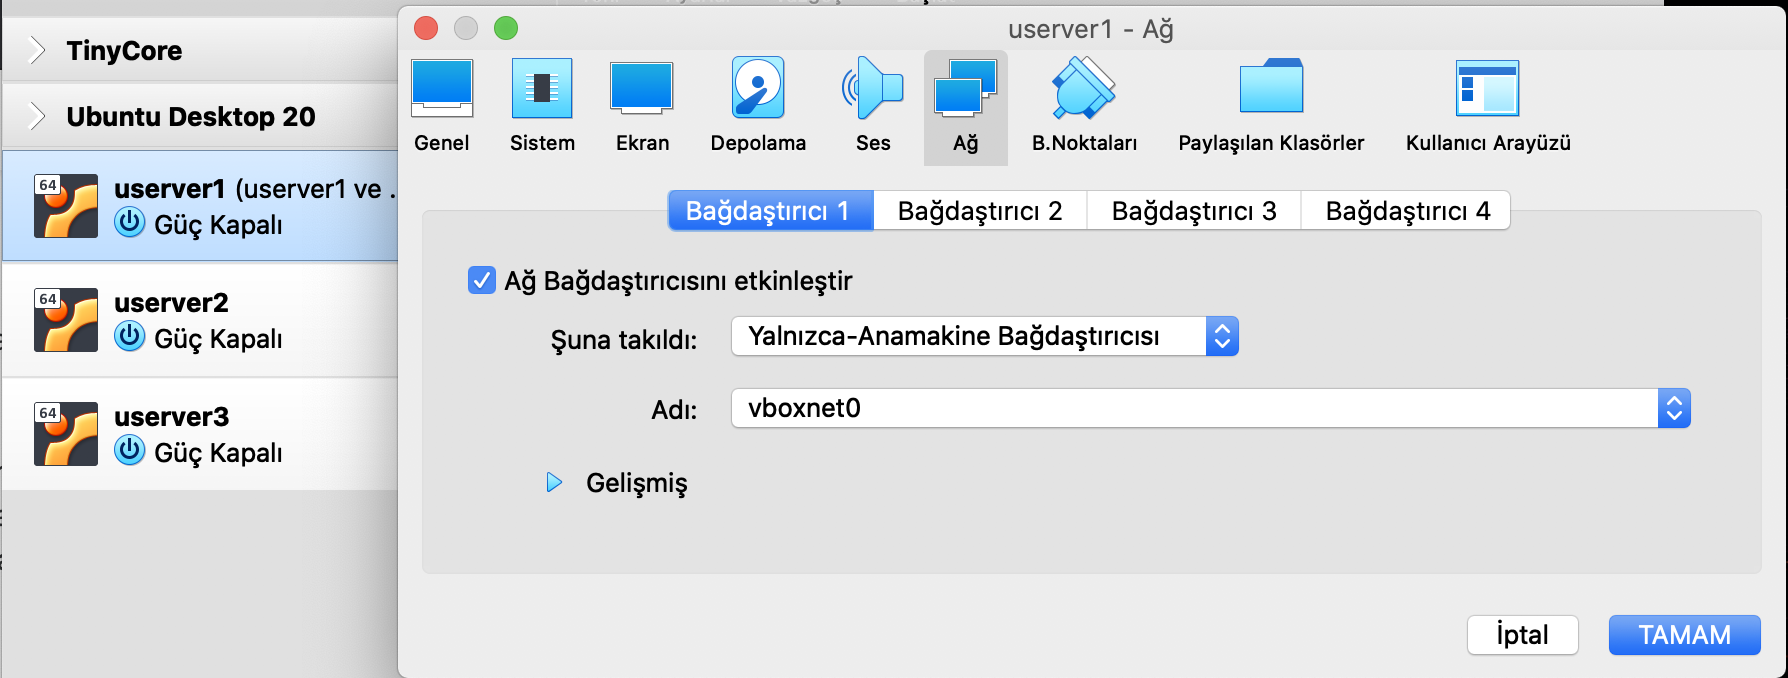 userver1 - Ağ
TinyCore
Ubuntu Desktop 20
64
userver1 (userver1 ve .
Güç Kapalı
64
userver2
Güç Kapalı
64
userver3
Güç Kapalı
Genel
Sistem
Ekran
Depolama
Ses
Ağ
B.Noktaları
Paylaşılan Klasörler
Kullanıcı Arayüzü
Bağdaştırıcı 1
Bağdaştırıcı 2
Bağdaştırıcı 3
Bağdaştırıcı 4
Ağ Bağdaştırıcısını etkinleştir
Şuna takıldı: Yalnızca-Anamakine Bağdaştırıcısı
Adı: vboxnet0
Gelişmiş
İptal
TAMAM